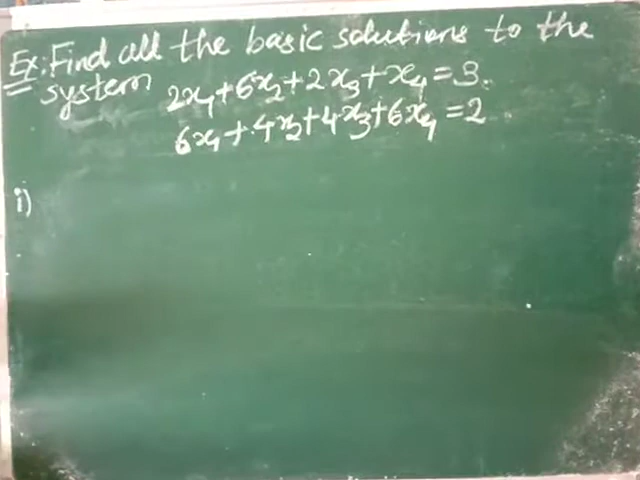 Ex: Find all the basic solutions to the
system 2x₁+6x₂+2x₃+x₄=3.
6x₁+4x₂+4x₃+6x₄=2
i)